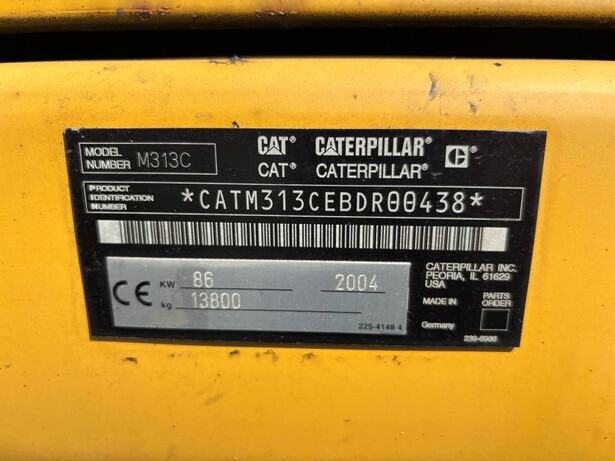 MODEL NUMBER M313C
CAT® CATERPILLAR® C®
CAT® CATERPILLAR®
PRODUCT IDENTIFICATION NUMBER *CATM313CEBDR00438*
CE KW 86 2004
kg 13800
225-4148 4
CATERPILLAR INC.
PEORIA, IL 61629
USA
MADE IN PARTS ORDER
Germany
239-6988